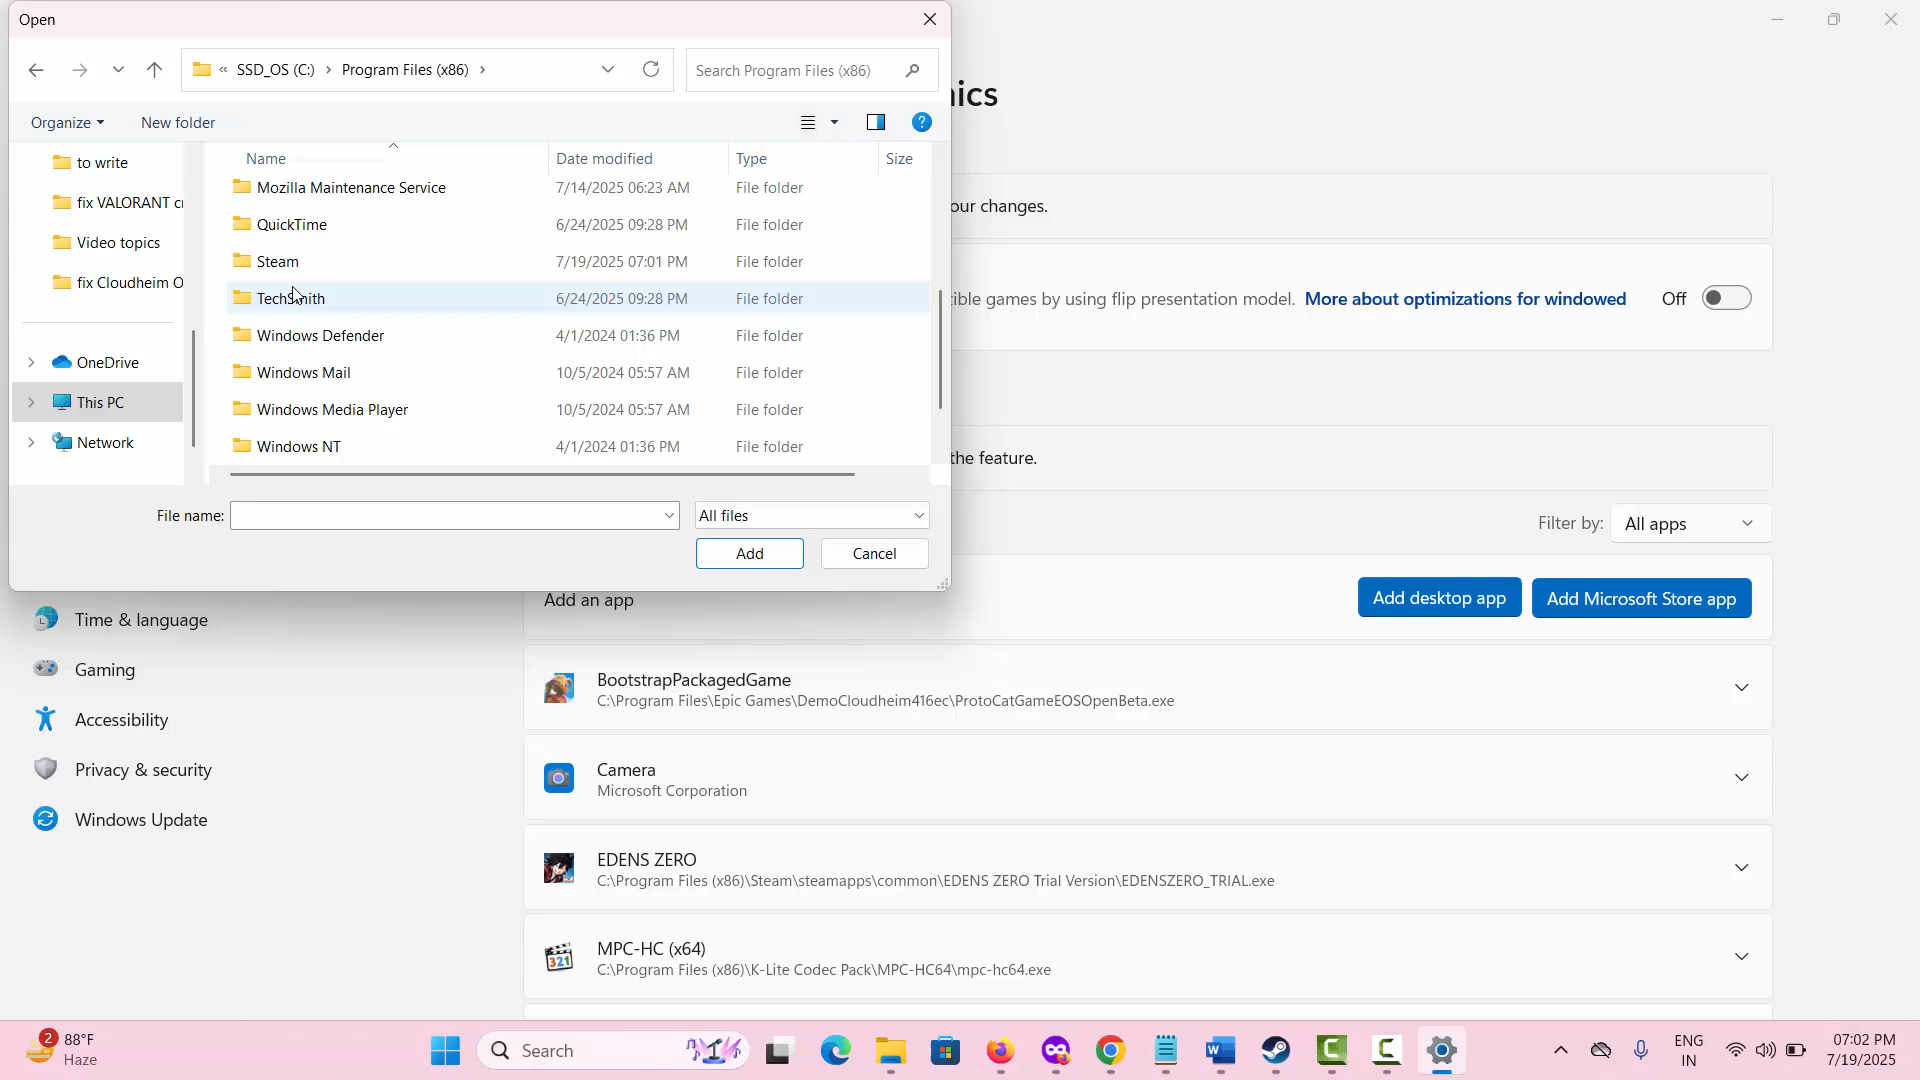 Open
« SSD_OS (C:) › Program Files (x86) ›
Search Program Files (x86)
Organize
New folder
?
Name Date modified Type Size
to write
fix VALORANT cr
Video topics
fix Cloudheim O
OneDrive
This PC
Network
Mozilla Maintenance Service 7/14/2025 06:23 AM File folder
QuickTime 6/24/2025 09:28 PM File folder
Steam 7/19/2025 07:01 PM File folder
TechSmith 6/24/2025 09:28 PM File folder
Windows Defender 4/1/2024 01:36 PM File folder
Windows Mail 10/5/2024 05:57 AM File folder
Windows Media Player 10/5/2024 05:57 AM File folder
Windows NT 4/1/2024 01:36 PM File folder
File name:
All files
Add
Cancel
ics
our changes.
ible games by using flip presentation model. More about optimizations for windowed
Off
the feature.
Filter by: All apps
Add an app
Add desktop app
Add Microsoft Store app
BootstrapPackagedGame
C:\Program Files\Epic Games\DemoCloudheim416ec\ProtoCatGameEOSOpenBeta.exe
Camera
Microsoft Corporation
EDENS ZERO
C:\Program Files (x86)\Steam\steamapps\common\EDENS ZERO Trial Version\EDENSZERO_TRIAL.exe
MPC-HC (x64)
C:\Program Files (x86)\K-Lite Codec Pack\MPC-HC64\mpc-hc64.exe
Time & language
Gaming
Accessibility
Privacy & security
Windows Update
2
88°F
Haze
Search
321
ENG
IN
07:02 PM
7/19/2025